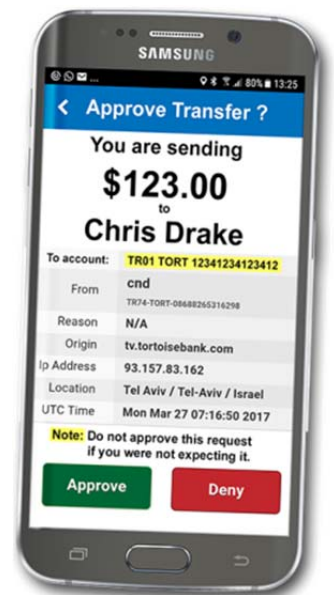 SAMSUNG
... 80% 13:25
< Approve Transfer ?
You are sending
$123.00
to
Chris Drake
To account: TR01 TORT 12341234123412
From cnd
TR74-TORT-08688265316298
Reason N/A
Origin tv.tortoisebank.com
Ip Address 93.157.83.162
Location Tel Aviv / Tel-Aviv / Israel
UTC Time Mon Mar 27 07:16:50 2017
Note: Do not approve this request
if you were not expecting it.
Approve Deny